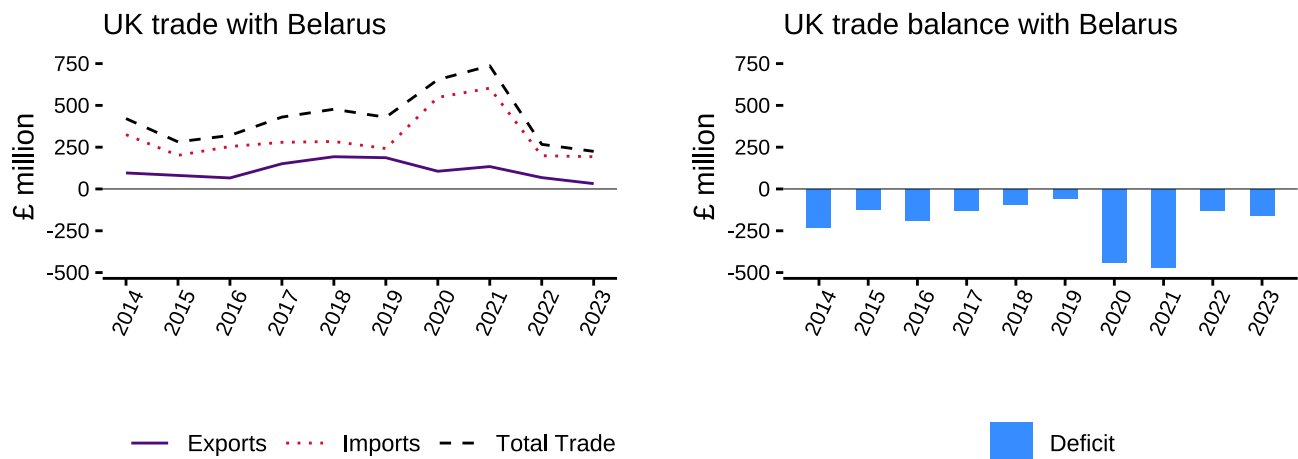 UK trade with Belarus
£ million
750
500
250
0
-250
-500
2014 2015 2016 2017 2018 2019 2020 2021 2022 2023
Exports Imports Total Trade
UK trade balance with Belarus
£ million
750
500
250
0
-250
-500
2014 2015 2016 2017 2018 2019 2020 2021 2022 2023
Deficit